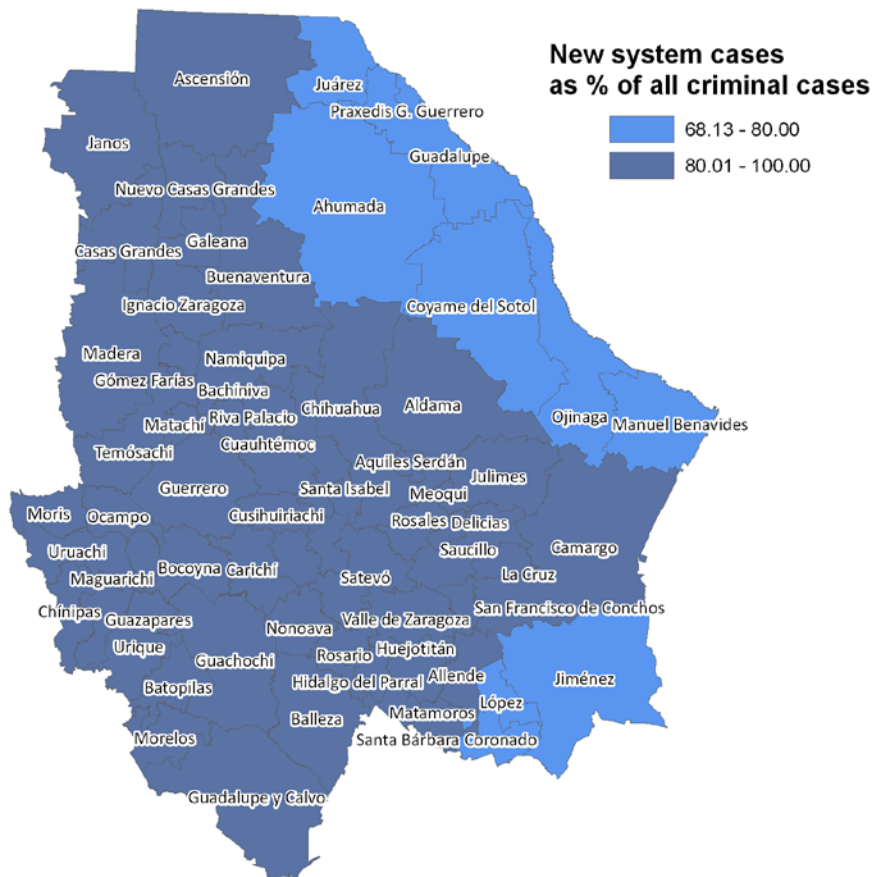 New system cases
as % of all criminal cases
68.13 - 80.00
80.01 - 100.00
Ascensión
Juárez
Praxedis G. Guerrero
Janos
Guadalupe
Nuevo Casas Grandes
Ahumada
Galeana
Casas Grandes
Buenaventura
Ignacio Zaragoza
Coyame del Sotol
Madera
Namiquipa
Gómez Farías
Bachíniva
Chihuahua
Aldama
Riva Palacio
Matachí
Ojinaga
Manuel Benavides
Cuauhtémoc
Temósachi
Aquiles Serdán
Julimes
Guerrero
Santa Isabel
Meoqui
Moris
Ocampo
Cusihuiriachi
Rosales
Delicias
Uruachi
Saucillo
Camargo
Maguarichi
Bocoyna
Carichí
Satevó
La Cruz
Chínipas
Guazapares
San Francisco de Conchos
Valle de Zaragoza
Nonoava
Urique
Guachochi
Rosario
Huejotitán
Batopilas
Hidalgo del Parral
Allende
Jiménez
López
Balleza
Matamoros
Morelos
Santa Bárbara
Coronado
Guadalupe y Calvo